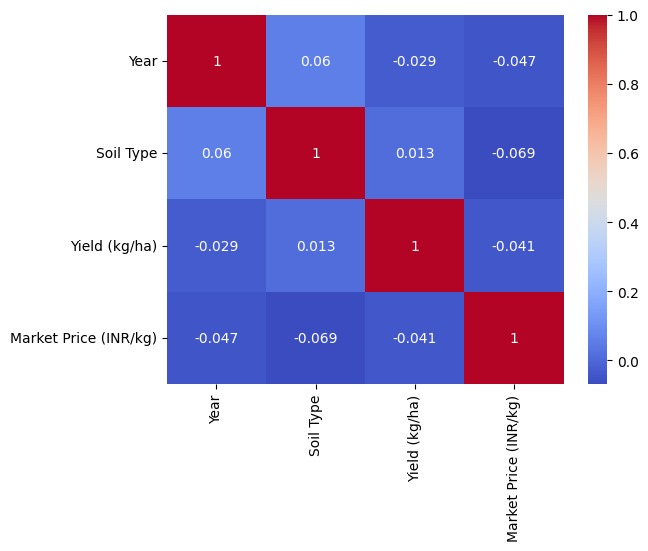 Year 1 0.06 -0.029 -0.047
Soil Type 0.06 1 0.013 -0.069
Yield (kg/ha) -0.029 0.013 1 -0.041
Market Price (INR/kg) -0.047 -0.069 -0.041 1
Year
Soil Type
Yield (kg/ha)
Market Price (INR/kg)
1.0
0.8
0.6
0.4
0.2
0.0